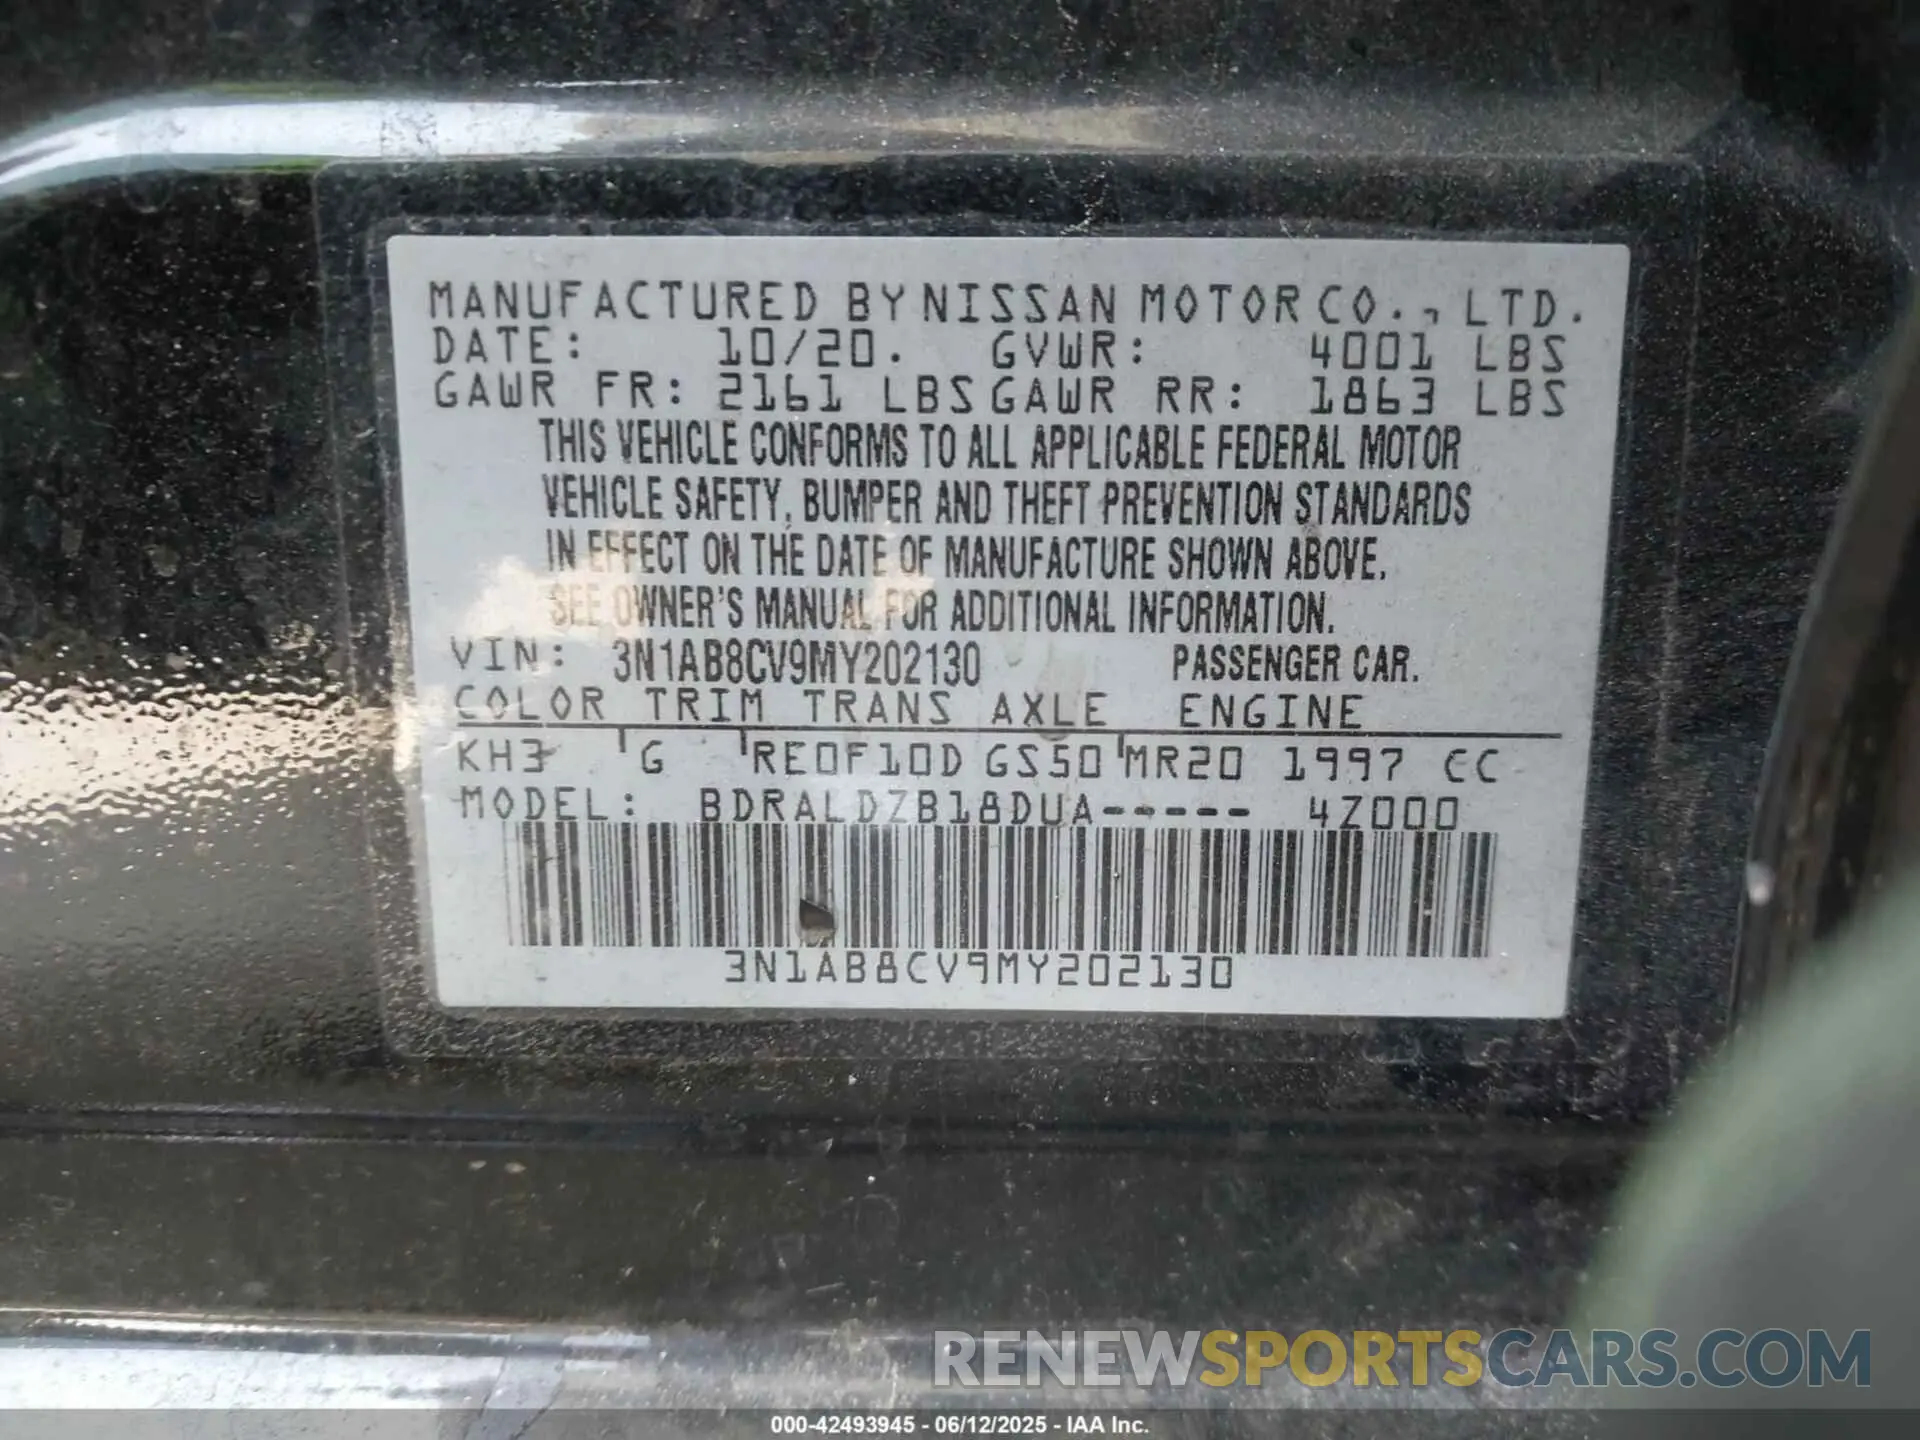 MANUFACTURED BY NISSAN MOTOR CO., LTD.
DATE: 10/20. GVWR: 4001 LBS
GAWR FR: 2161 LBS GAWR RR: 1863 LBS
THIS VEHICLE CONFORMS TO ALL APPLICABLE FEDERAL MOTOR
VEHICLE SAFETY, BUMPER AND THEFT PREVENTION STANDARDS
IN EFFECT ON THE DATE OF MANUFACTURE SHOWN ABOVE.
SEE OWNER'S MANUAL FOR ADDITIONAL INFORMATION.
VIN: 3N1AB8CV9MY202130 PASSENGER CAR.
COLOR TRIM TRANS AXLE ENGINE
KH3 G RE0F10D GS50 MR20 1997 CC
MODEL: BDRALDZB18DUA----- 4Z000
3N1AB8CV9MY202130
RENEWSPORTSCARS.COM
000-42493945 - 06/12/2025 - IAA Inc.